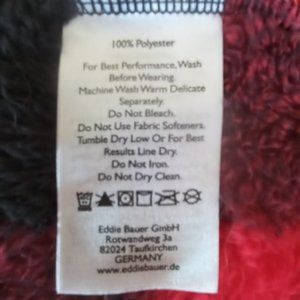 100% Polyester
For Best Performance, Wash
Before Wearing.
Machine Wash Warm Delicate
Separately.
Do Not Bleach.
Do Not Use Fabric Softeners.
Tumble Dry Low Or For Best
Results Line Dry.
Do Not Iron.
Do Not Dry Clean.
Eddie Bauer GmbH
Rotwandweg 3a
82024 Taufkirchen
GERMANY
www.eddiebauer.de